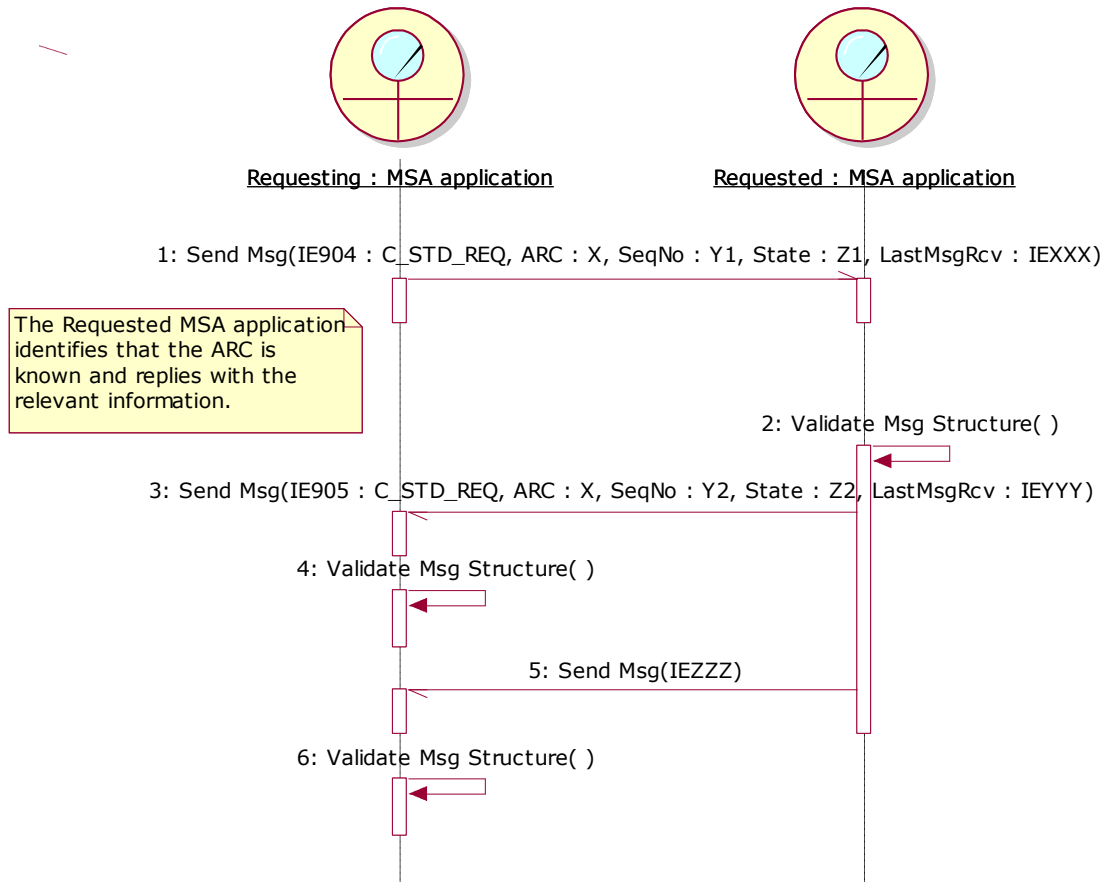 Requesting : MSA application
Requested : MSA application
1: Send Msg(IE904 : C_STD_REQ, ARC : X, SeqNo : Y1, State : Z1, LastMsgRcv : IEXXX)
The Requested MSA application
identifies that the ARC is
known and replies with the
relevant information.
2: Validate Msg Structure( )
3: Send Msg(IE905 : C_STD_REQ, ARC : X, SeqNo : Y2, State : Z2, LastMsgRcv : IEYYY)
4: Validate Msg Structure( )
5: Send Msg(IEZZZ)
6: Validate Msg Structure( )